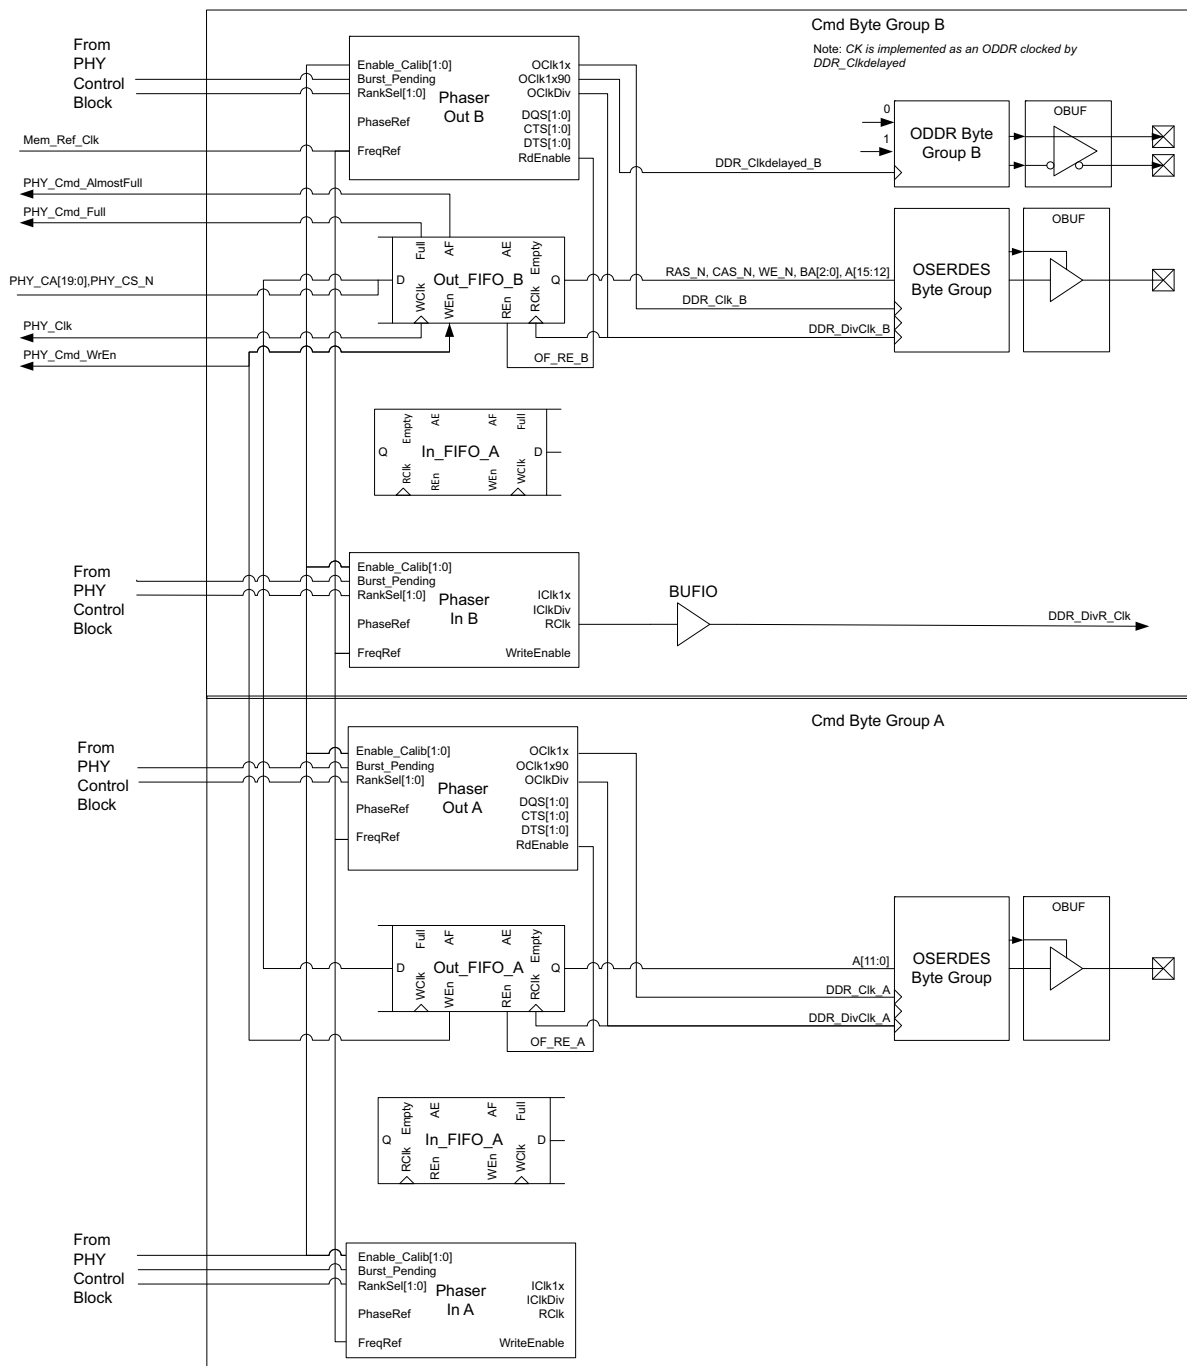 Cmd Byte Group B
Note: CK is implemented as an ODDR clocked by
DDR_Clkdelayed
From
PHY
Control
Block
Enable_Calib[1:0]
Burst_Pending
RankSel[1:0]
PhaseRef
FreqRef
Phaser
Out B
OClk1x
OClk1x90
OClkDiv
DQS[1:0]
CTS[1:0]
DTS[1:0]
RdEnable
Mem_Ref_Clk
0
1
ODDR Byte
Group B
OBUF
DDR_Clkdelayed_B
PHY_Cmd_AlmostFull
PHY_Cmd_Full
PHY_CA[19:0],PHY_CS_N
PHY_Clk
PHY_Cmd_WrEn
Full
AF
AE
Empty
D
Out_FIFO_B
Q
WClk
WEn
REn
RClk
OF_RE_B
RAS_N, CAS_N, WE_N, BA[2:0], A[15:12]
DDR_Clk_B
DDR_DivClk_B
OSERDES
Byte Group
OBUF
Empty
AE
AF
Full
Q
In_FIFO_A
D
RClk
REn
WEn
WClk
From
PHY
Control
Block
Enable_Calib[1:0]
Burst_Pending
RankSel[1:0]
PhaseRef
FreqRef
Phaser
In B
IClk1x
IClkDiv
RClk
WriteEnable
BUFIO
DDR_DivR_Clk
Cmd Byte Group A
From
PHY
Control
Block
Enable_Calib[1:0]
Burst_Pending
RankSel[1:0]
PhaseRef
FreqRef
Phaser
Out A
OClk1x
OClk1x90
OClkDiv
DQS[1:0]
CTS[1:0]
DTS[1:0]
RdEnable
Full
AF
AE
Empty
D
Out_FIFO_A
Q
WClk
WEn
REn
RClk
OF_RE_A
A[11:0]
DDR_Clk_A
DDR_DivClk_A
OSERDES
Byte Group
OBUF
Empty
AE
AF
Full
Q
In_FIFO_A
D
RClk
REn
WEn
WClk
From
PHY
Control
Block
Enable_Calib[1:0]
Burst_Pending
RankSel[1:0]
PhaseRef
FreqRef
Phaser
In A
IClk1x
IClkDiv
RClk
WriteEnable